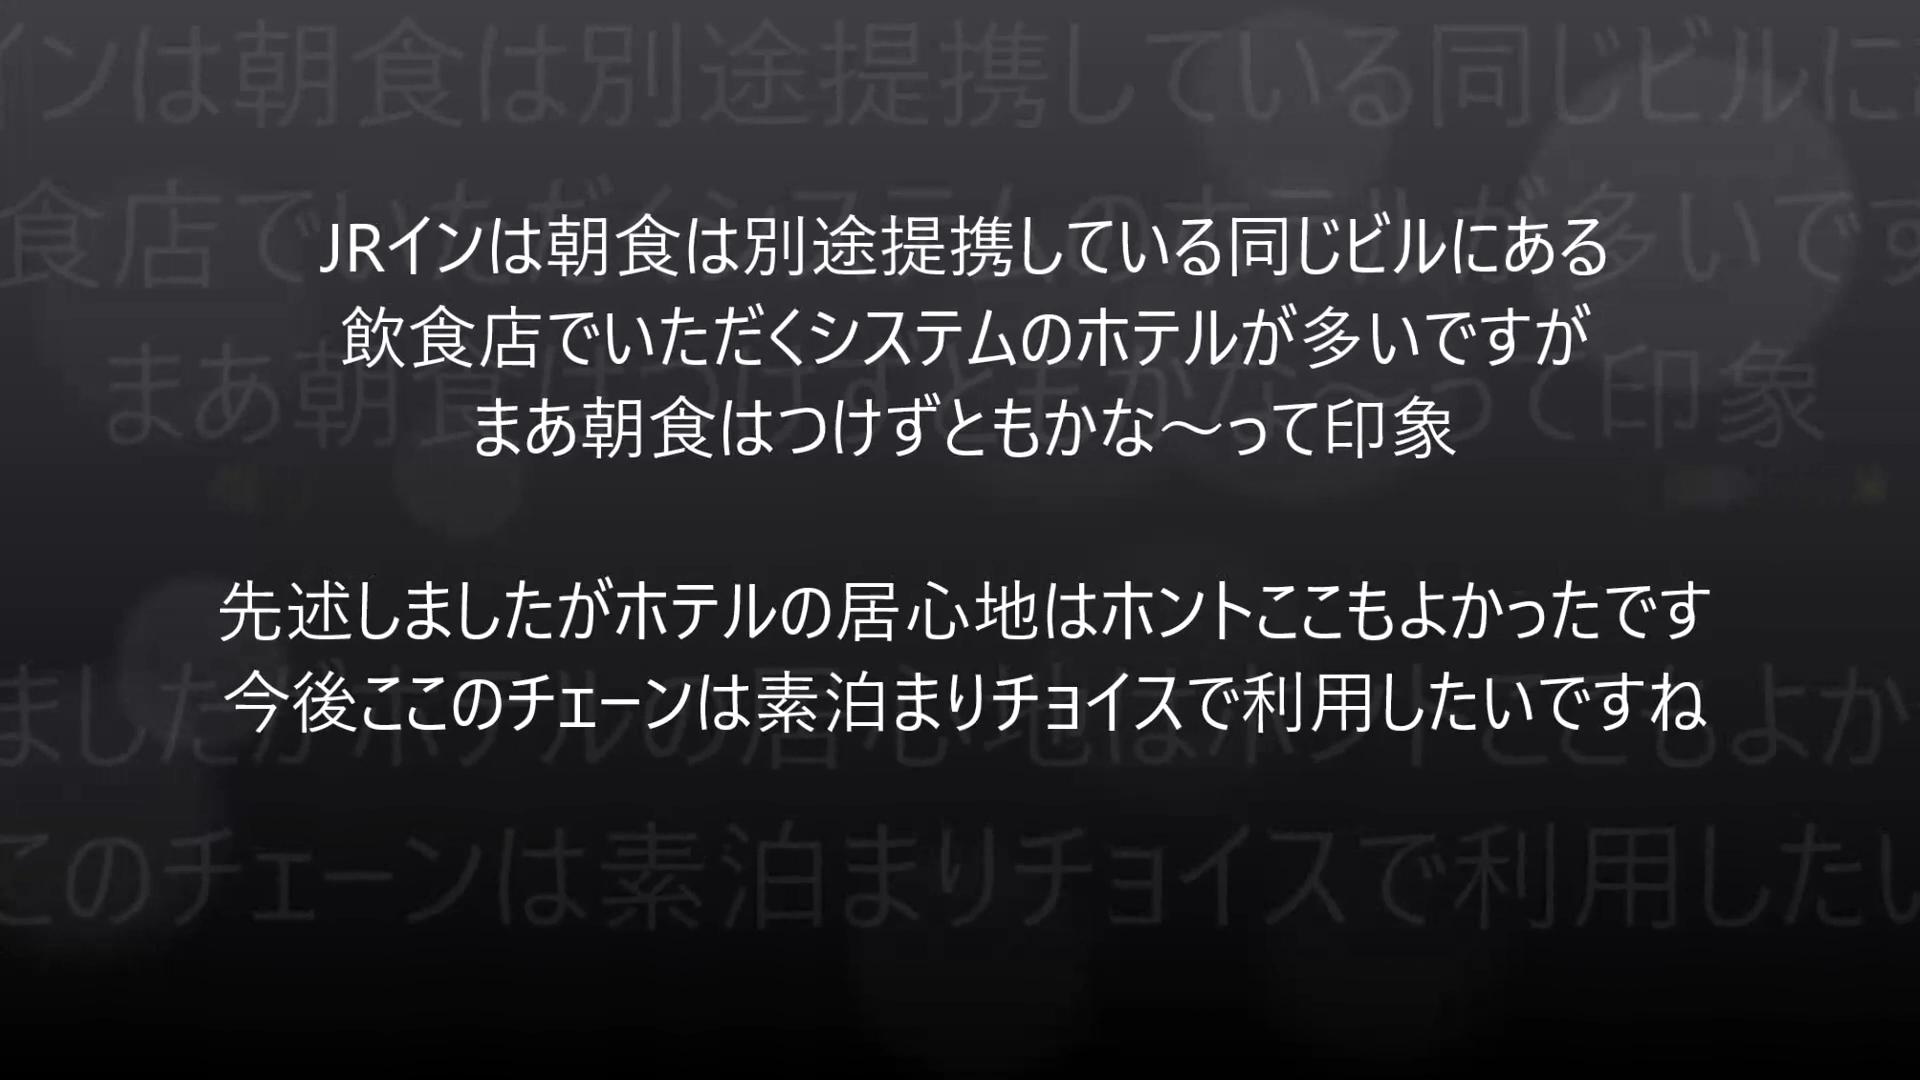 JRインは朝食は別途提携している同じビルにある
飲食店でいただくシステムのホテルが多いですが
まあ朝食はつけずともかな～って印象
先述しましたがホテルの居心地はホントここもよかったです
今後ここのチェーンは素泊まりチョイスで利用したいですね